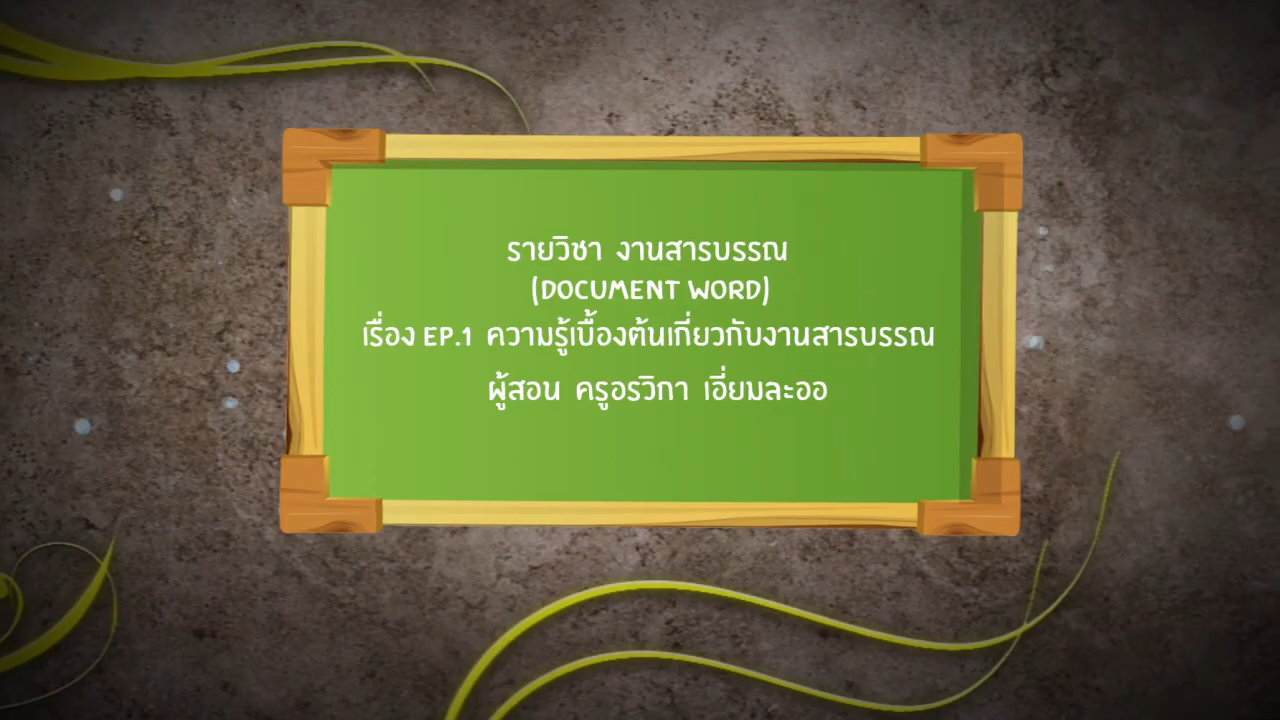 รายวิชา งานสารบรรณ
(DOCUMENT WORD)
เรื่อง EP.1 ความรู้เบื้องต้นเกี่ยวกับงานสารบรรณ
ผู้สอน ครูอรวิกา เอี่ยมละออ